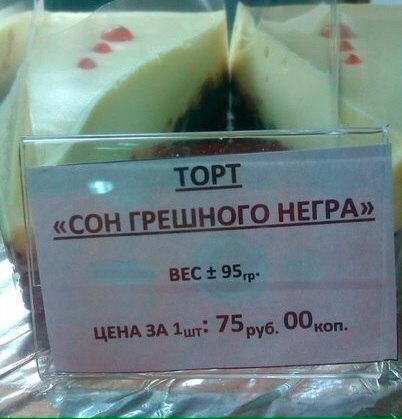 ТОРТ
«СОН ГРЕШНОГО НЕГРА»
ВЕС ± 95гр.
ЦЕНА ЗА 1шт: 75руб. 00коп.